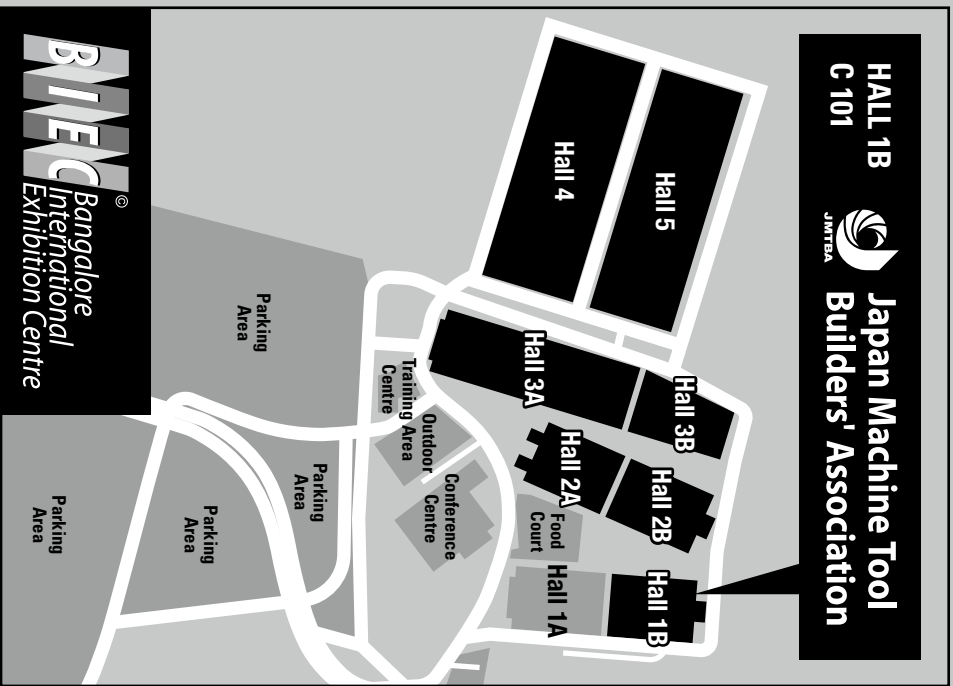 HALL 1B
C 101
JMTBA
Japan Machine Tool
Builders' Association
Hall 5
Hall 4
Hall 3B
Hall 3A
Hall 2B
Hall 2A
Hall 1B
Hall 1A
Food
Court
Conference
Centre
Outdoor
Training Area
Centre
Parking
Area
Parking
Area
Parking
Area
Parking
Area
BIEC©
Bangalore
International
Exhibition Centre